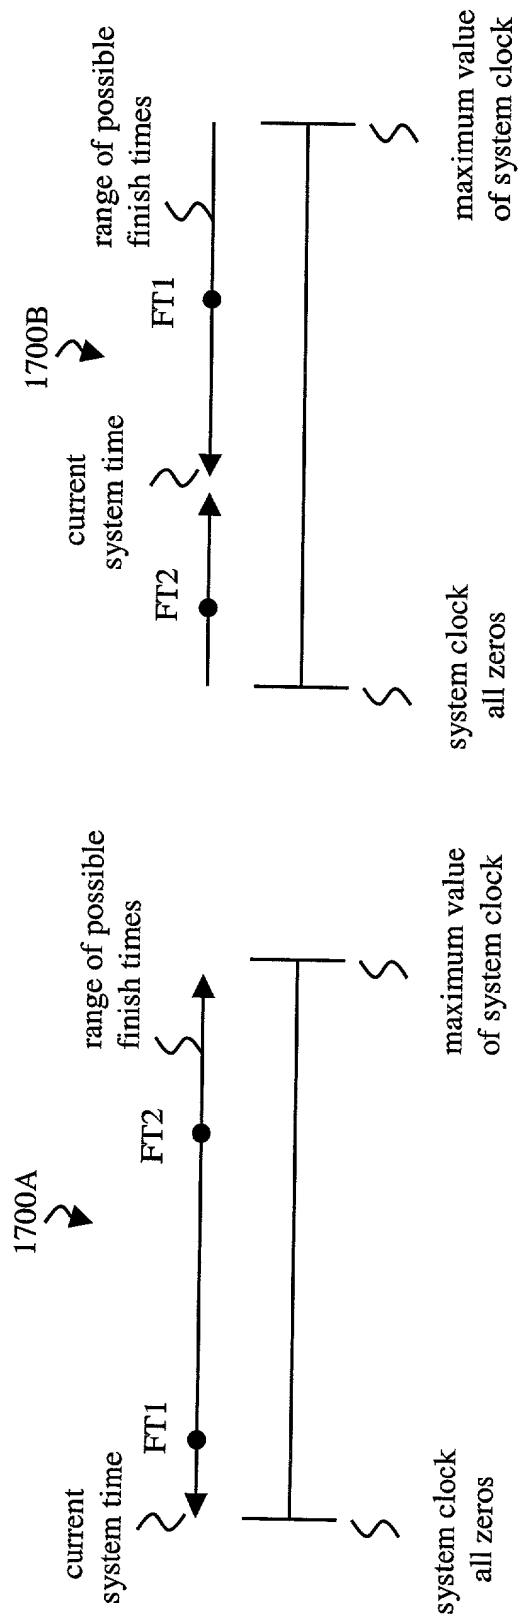 1700A
current
system time
FT1
FT2
range of possible
finish times
system clock
all zeros
maximum value
of system clock
1700B
current
system time
FT2
FT1
range of possible
finish times
system clock
all zeros
maximum value
of system clock